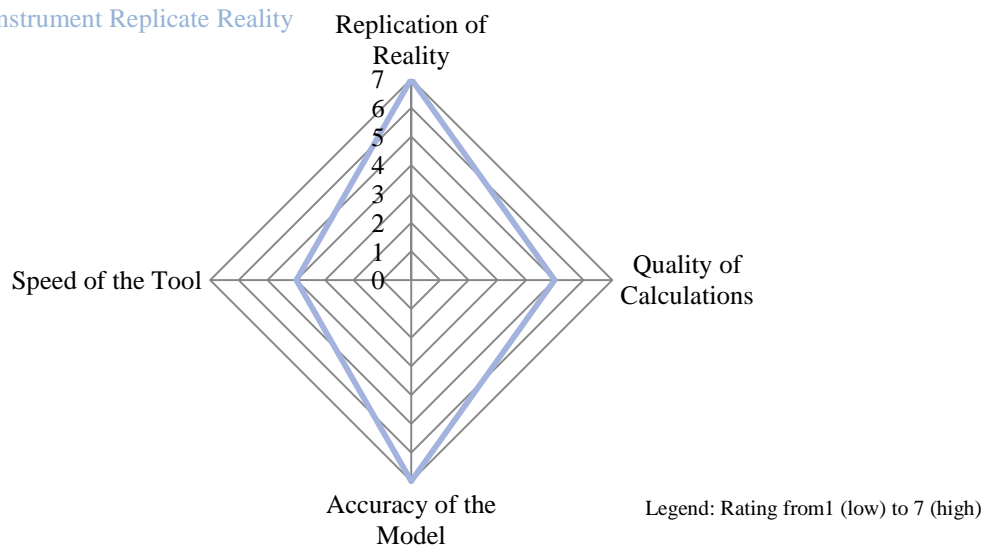 nstrument Replicate Reality
Replication of
Reality
7
6
5
4
3
2
1
0
Speed of the Tool
Quality of
Calculations
Accuracy of the
Model
Legend: Rating from1 (low) to 7 (high)